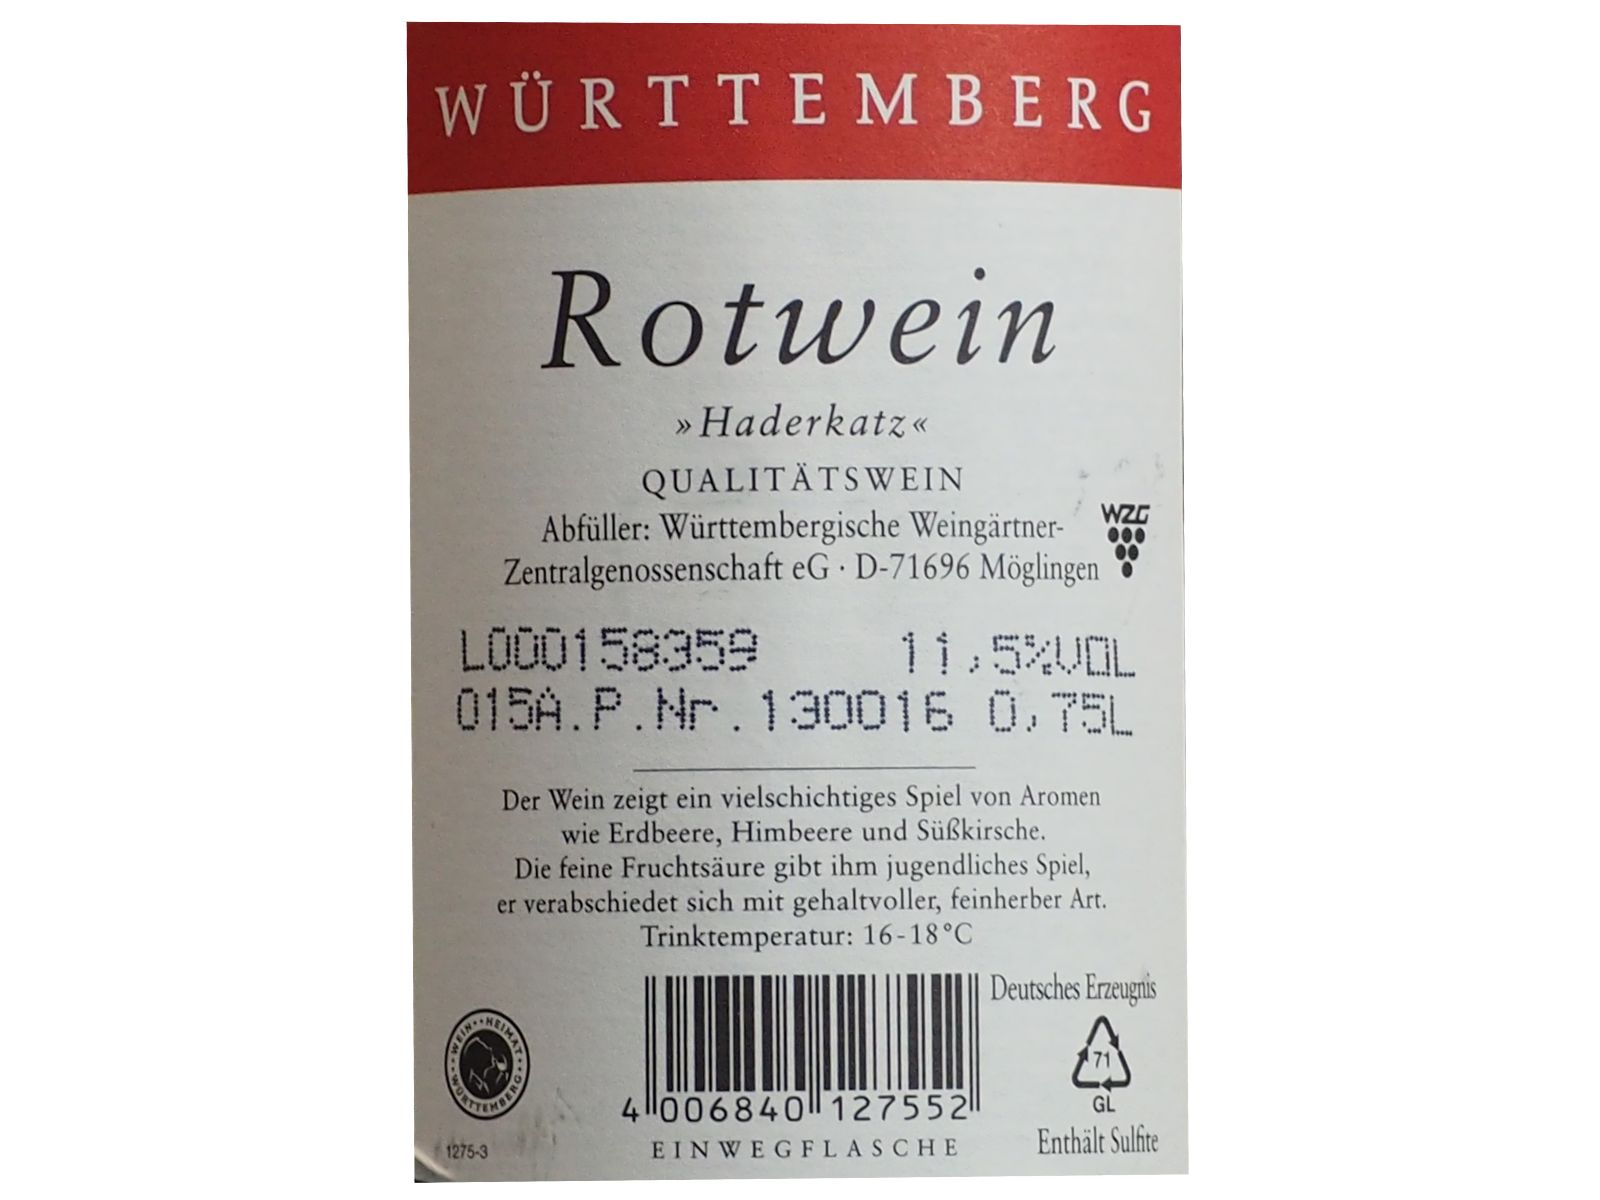 WÜRTTEMBERG
Rotwein
»Haderkatz«
QUALITÄTSWEIN
Abfüller: Württembergische Weingärtner-
Zentralgenossenschaft eG · D-71696 Möglingen
WZG
L000158359 11,5%VOL
015A.P.Nr.130016 0,75L
Der Wein zeigt ein vielschichtiges Spiel von Aromen
wie Erdbeere, Himbeere und Süßkirsche.
Die feine Fruchtsäure gibt ihm jugendliches Spiel,
er verabschiedet sich mit gehaltvoller, feinherber Art.
Trinktemperatur: 16-18°C
Deutsches Erzeugnis
WEIN··HEIMAT
WÜRTTEMBERG
71
GL
4 006840 127552
EINWEGFLASCHE
Enthält Sulfite
1275-3